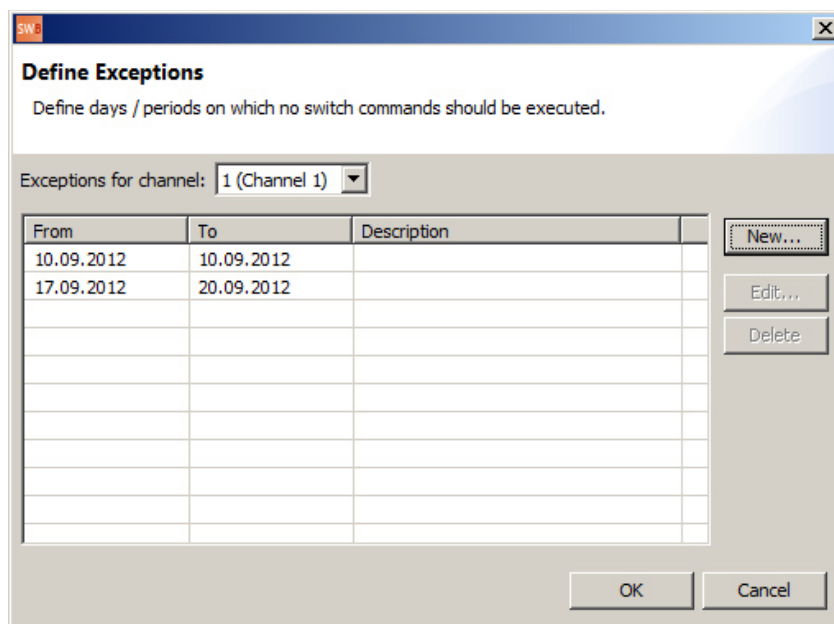 SWB
Define Exceptions
Define days / periods on which no switch commands should be executed.
Exceptions for channel: 1 (Channel 1)
From To Description
10.09.2012 10.09.2012
17.09.2012 20.09.2012
New...
Edit...
Delete
OK Cancel